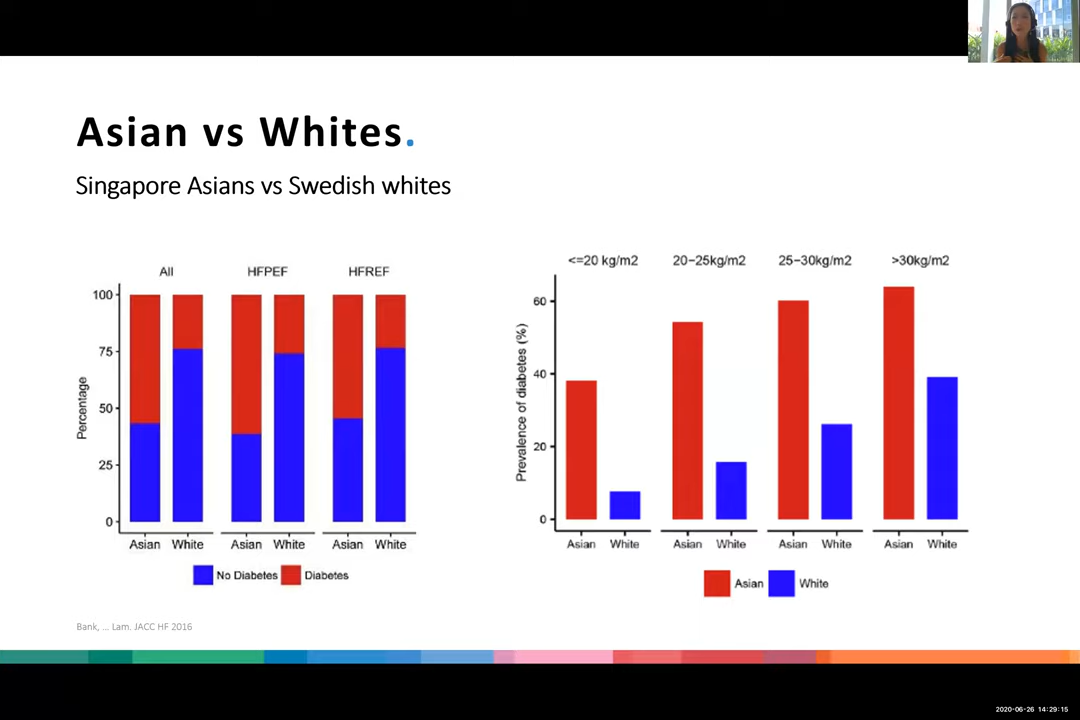 Asian vs Whites.
Singapore Asians vs Swedish whites
All HFPEF HFREF
100
75
50
25
0
Percentage
Asian White Asian White Asian White
No Diabetes Diabetes
<=20 kg/m2 20−25kg/m2 25−30kg/m2 >30kg/m2
60
40
20
0
Prevalence of diabetes (%)
Asian White Asian White Asian White Asian White
Asian White
Bank, ... Lam. JACC HF 2016
2020-06-26 14:29:15